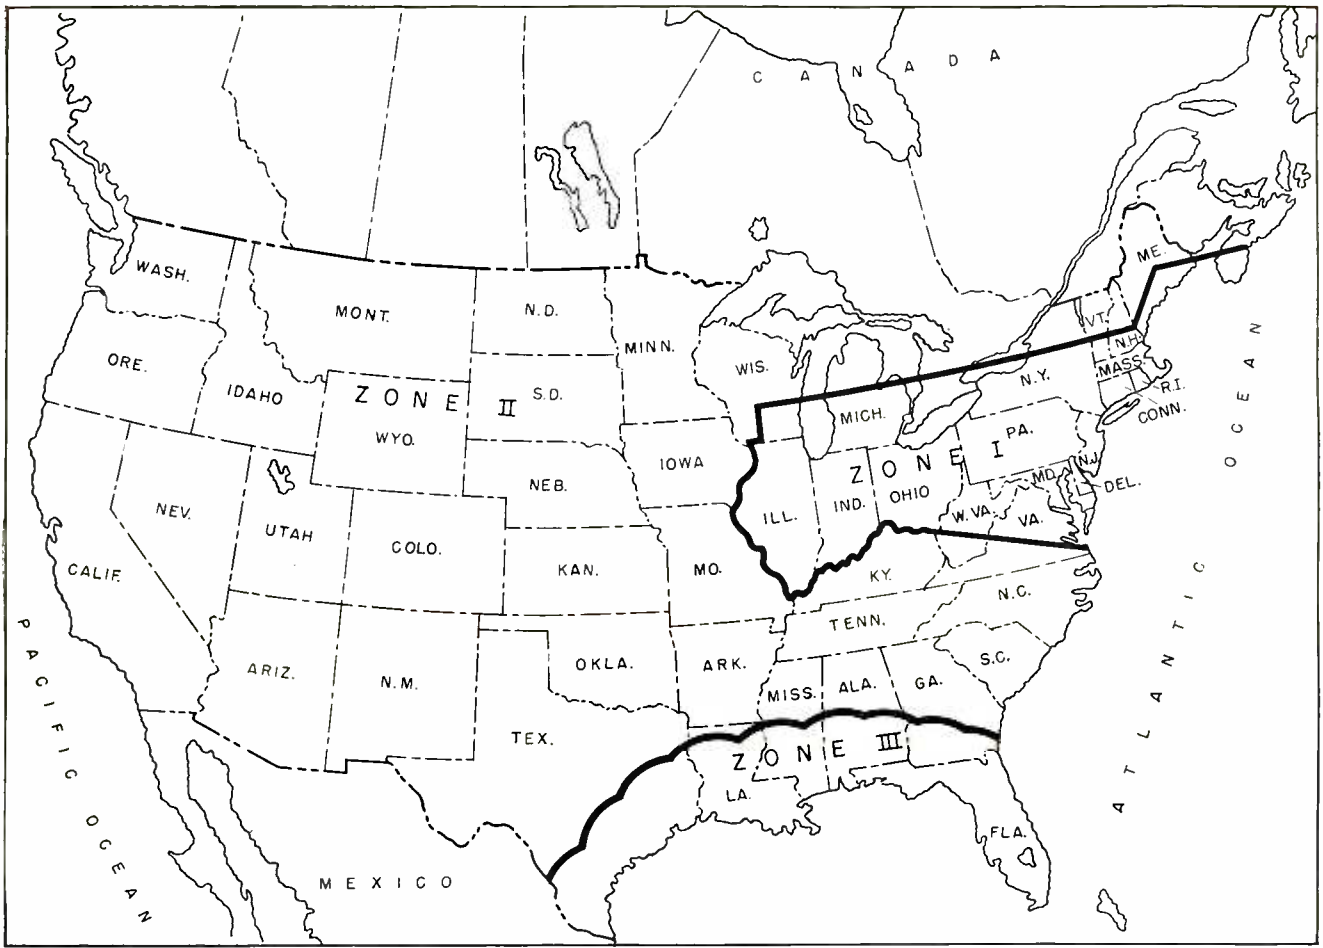 C A N A D A
WASH.
MONT.
N.D.
MINN.
ME.
VT.
N.H.
ORE.
IDAHO
ZONE II
S.D.
WIS.
MICH.
N.Y.
MASS.
R.I.
CONN.
WYO.
IOWA
ZONE I
PA.
N.J.
NEV.
UTAH
COLO.
NEB.
ILL.
IND.
OHIO
W.VA.
VA.
MD.
DEL.
CALIF.
KAN.
MO.
KY.
N.C.
TENN.
ARIZ.
N.M.
OKLA.
ARK.
MISS.
ALA.
GA.
S.C.
TEX.
ZONE III
LA.
FLA.
MEXICO
PACIFIC OCEAN
ATLANTIC OCEAN